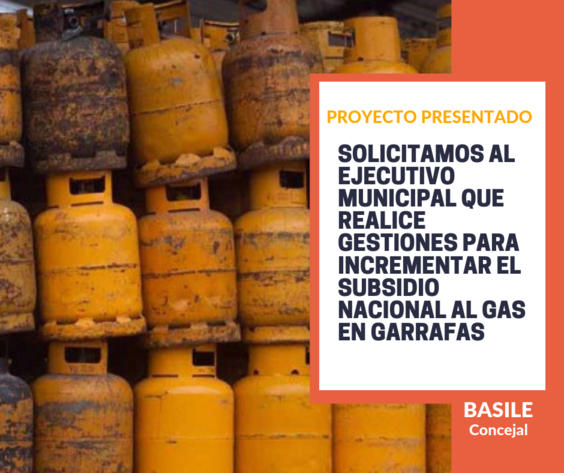 PROYECTO PRESENTADO
SOLICITAMOS AL
EJECUTIVO
MUNICIPAL QUE
REALICE
GESTIONES PARA
INCREMENTAR EL
SUBSIDIO
NACIONAL AL GAS
EN GARRAFAS
BASILE
Concejal